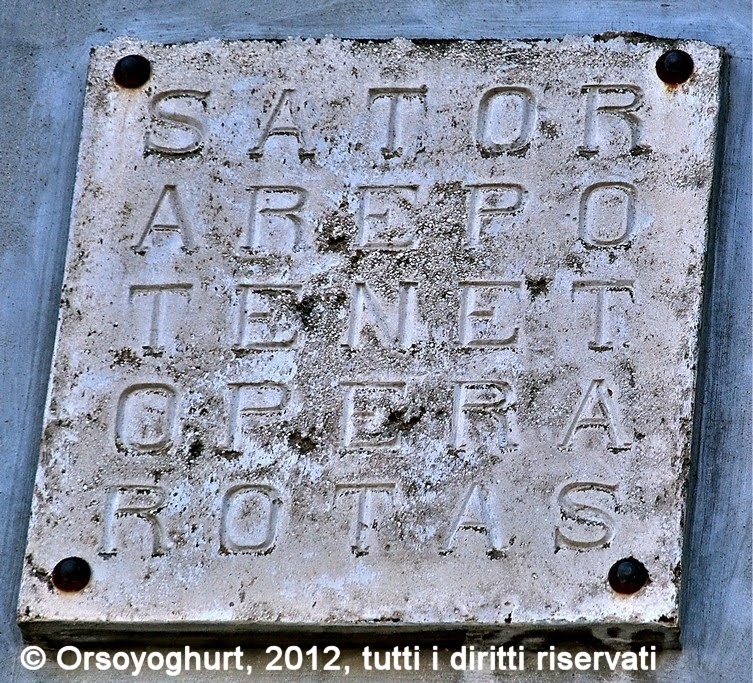 SATOR
AREPO
TENET
OPERA
ROTAS
© Orsoyoghurt, 2012, tutti i diritti riservati